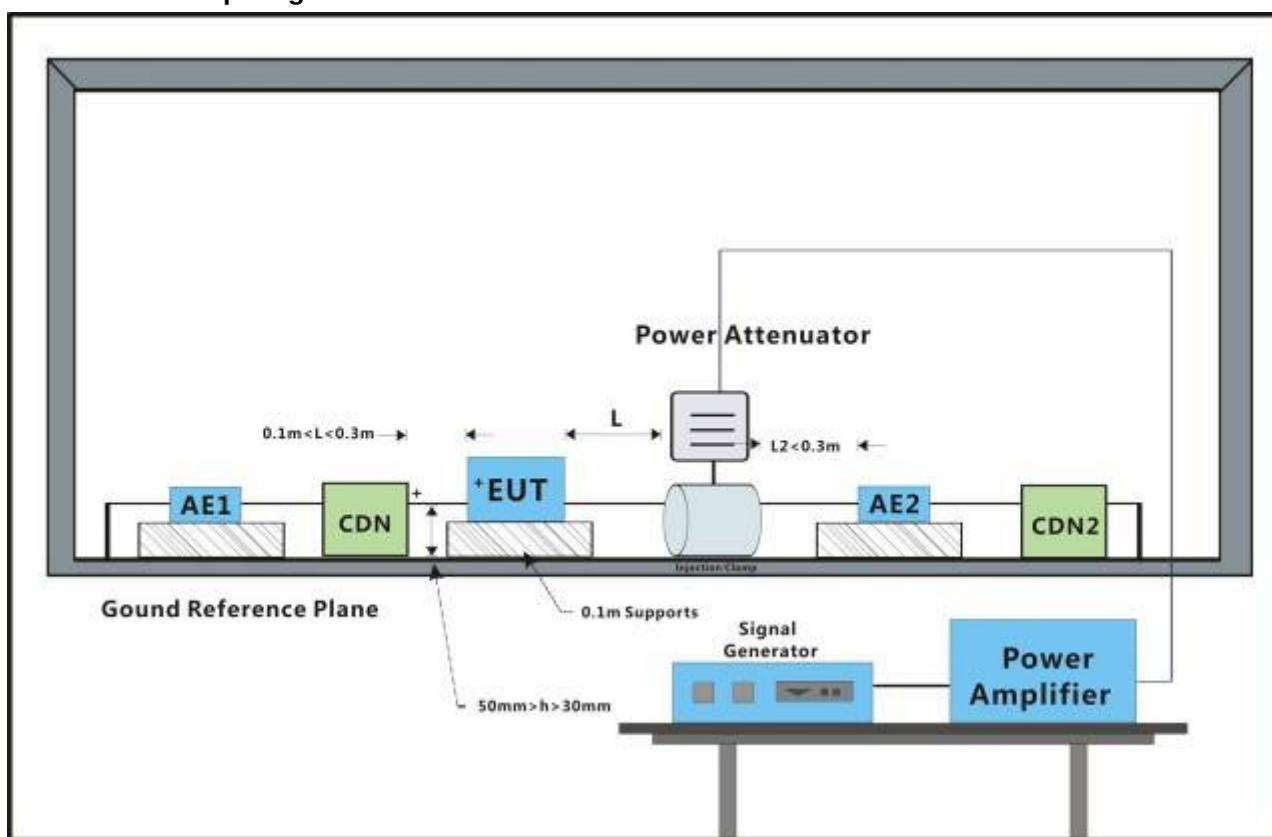 Power Attenuator
0.1m<L<0.3m
L
L2<0.3m
AE1
CDN
+
+EUT
AE2
CDN2
Injection Clamp
Gound Reference Plane
0.1m Supports
Signal
Generator
Power
Amplifier
50mm>h>30mm